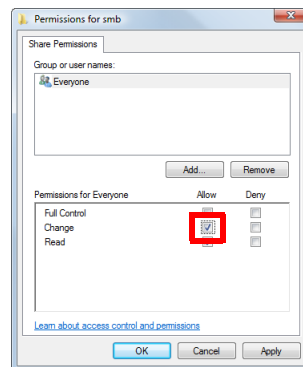 Permissions for smb
Share Permissions
Group or user names:
Everyone
Add... Remove
Permissions for Everyone Allow Deny
Full Control
Change
Read
Learn about access control and permissions
OK Cancel Apply